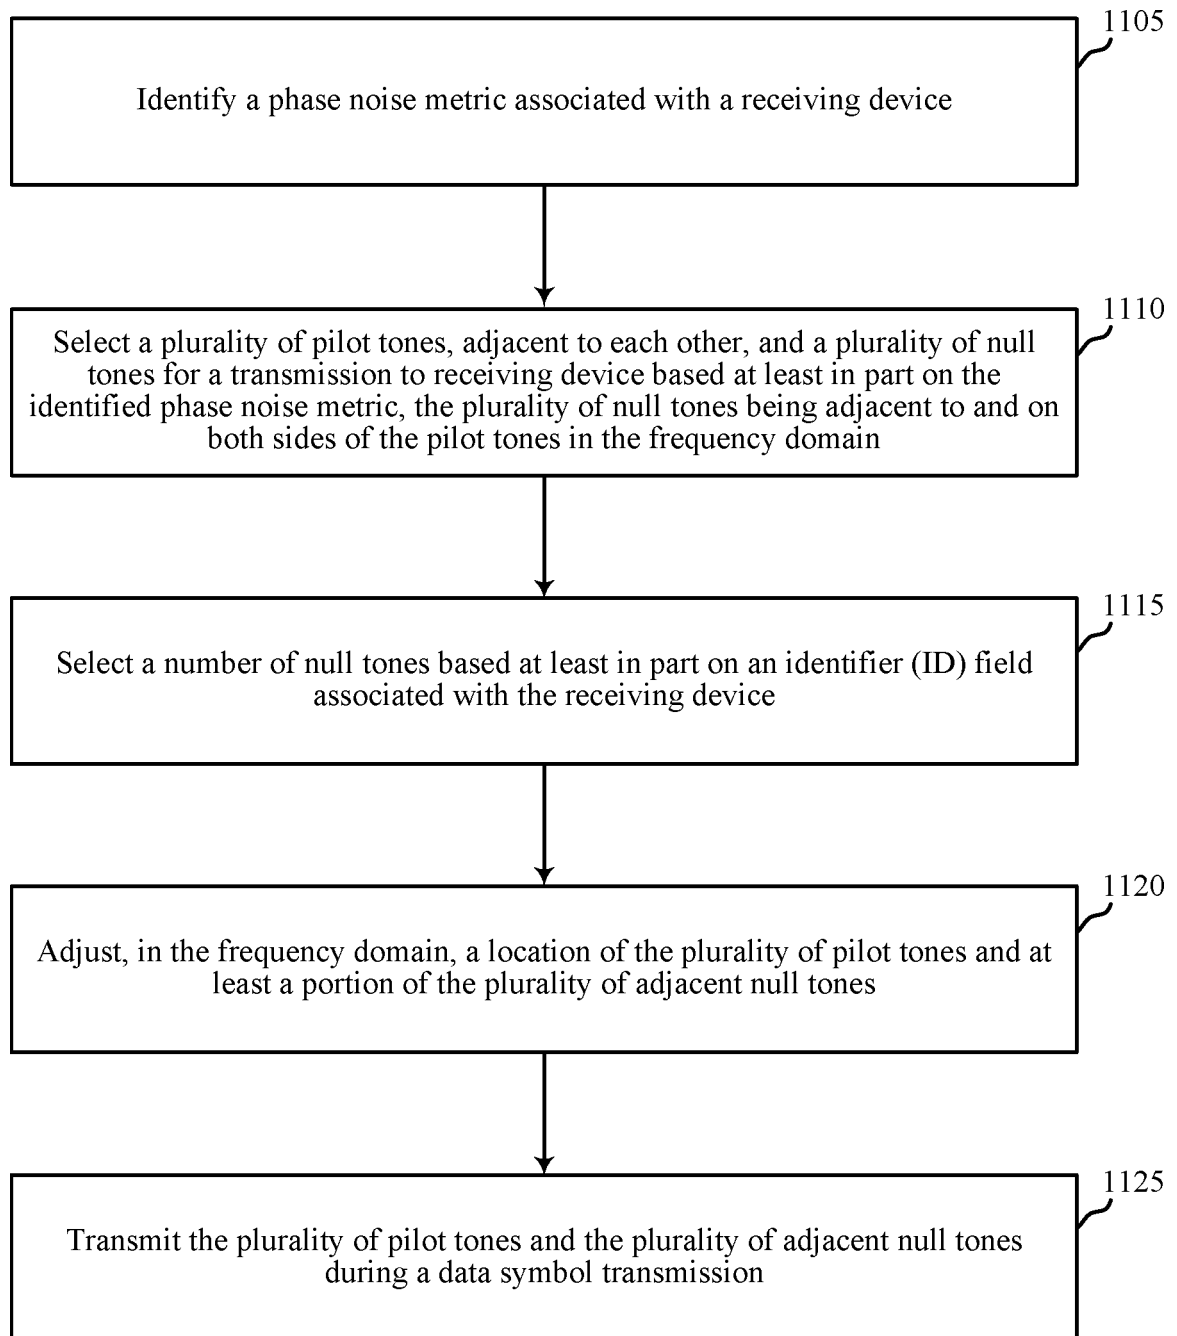 1105
Identify a phase noise metric associated with a receiving device
1110
Select a plurality of pilot tones, adjacent to each other, and a plurality of null
tones for a transmission to receiving device based at least in part on the
identified phase noise metric, the plurality of null tones being adjacent to and on
both sides of the pilot tones in the frequency domain
1115
Select a number of null tones based at least in part on an identifier (ID) field
associated with the receiving device
1120
Adjust, in the frequency domain, a location of the plurality of pilot tones and at
least a portion of the plurality of adjacent null tones
1125
Transmit the plurality of pilot tones and the plurality of adjacent null tones
during a data symbol transmission